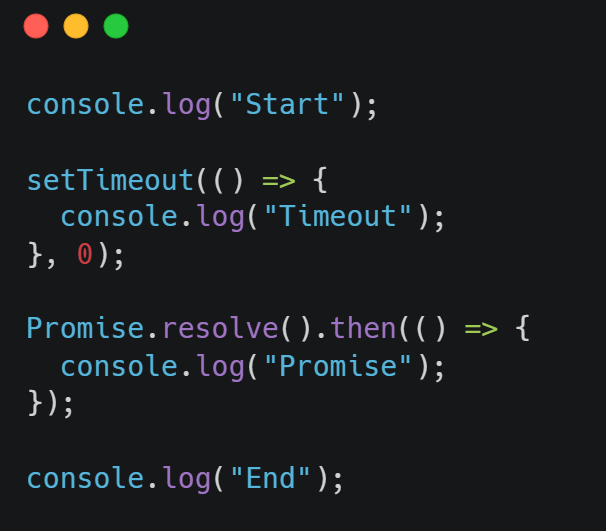 console.log("Start");

setTimeout(() => {
  console.log("Timeout");
}, 0);

Promise.resolve().then(() => {
  console.log("Promise");
});

console.log("End");